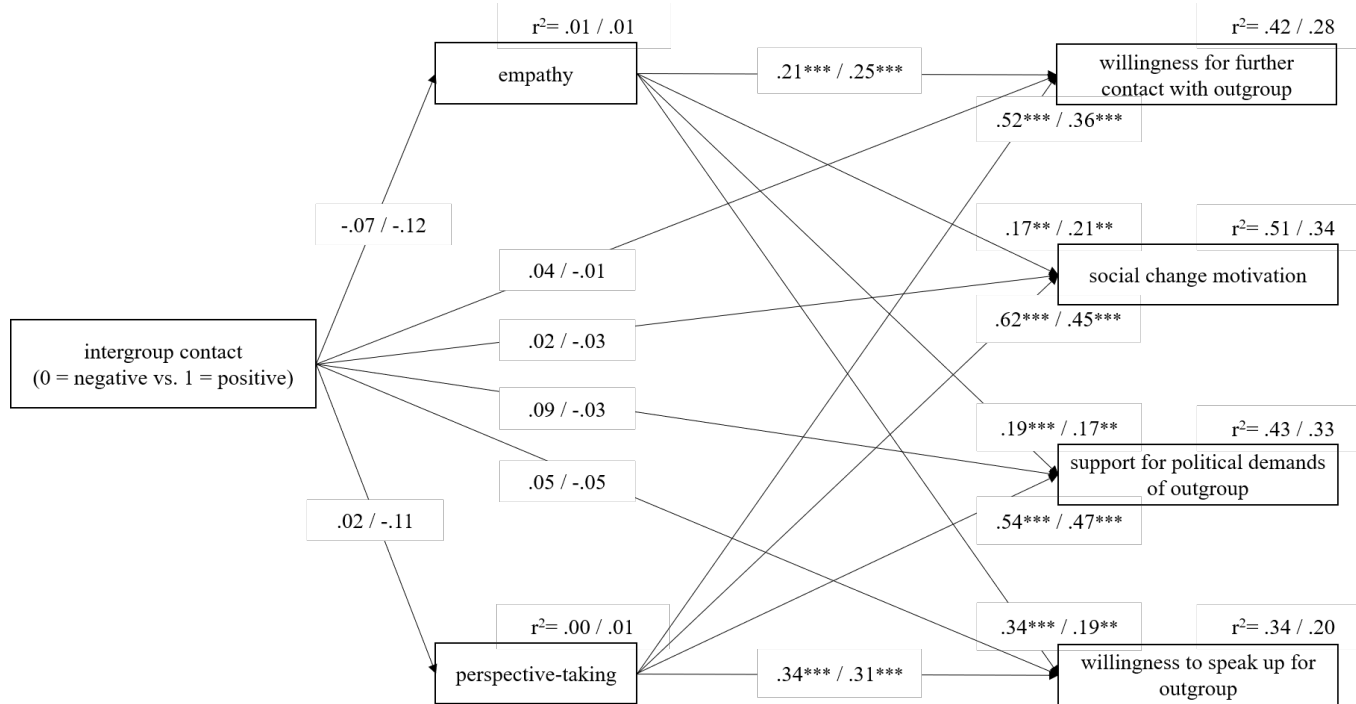 r²= .01 / .01
r²= .42 / .28
empathy
.21*** / .25***
willingness for further
contact with outgroup
.52*** / .36***
-.07 / -.12
.17** / .21**
r²= .51 / .34
.04 / -.01
social change motivation
.02 / -.03
.62*** / .45***
intergroup contact
(0 = negative vs. 1 = positive)
.09 / -.03
.19*** / .17**
r²= .43 / .33
.05 / -.05
support for political demands
of outgroup
.02 / -.11
.54*** / .47***
r²= .00 / .01
.34*** / .19**
r²= .34 / .20
perspective-taking
.34*** / .31***
willingness to speak up for
outgroup